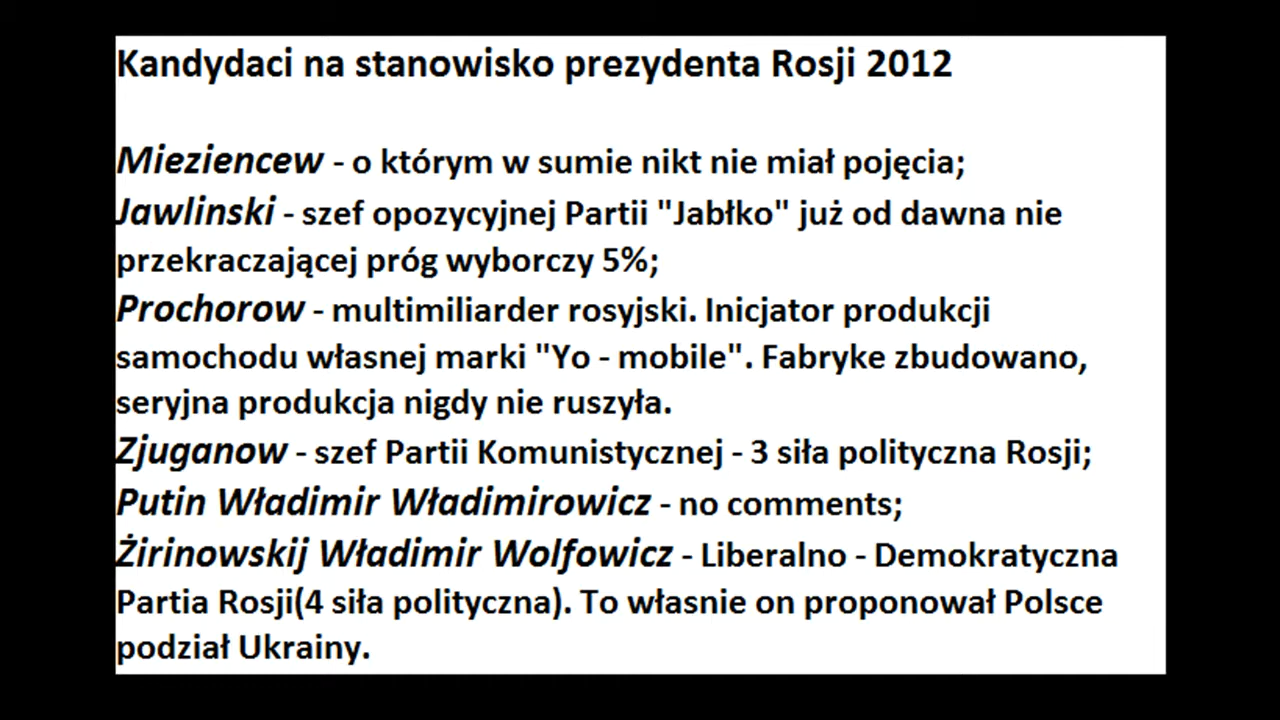 Kandydaci na stanowisko prezydenta Rosji 2012
Mieziencew - o którym w sumie nikt nie miał pojęcia;
Jawlinski - szef opozycyjnej Partii "Jabłko" już od dawna nie
przekraczającej próg wyborczy 5%;
Prochorow - multimiliarder rosyjski. Inicjator produkcji
samochodu własnej marki "Yo - mobile". Fabryke zbudowano,
seryjna produkcja nigdy nie ruszyła.
Zjuganow - szef Partii Komunistycznej - 3 siła polityczna Rosji;
Putin Władimir Władimirowicz - no comments;
Żirinowskij Władimir Wolfowicz - Liberalno - Demokratyczna
Partia Rosji(4 siła polityczna). To własnie on proponował Polsce
podział Ukrainy.